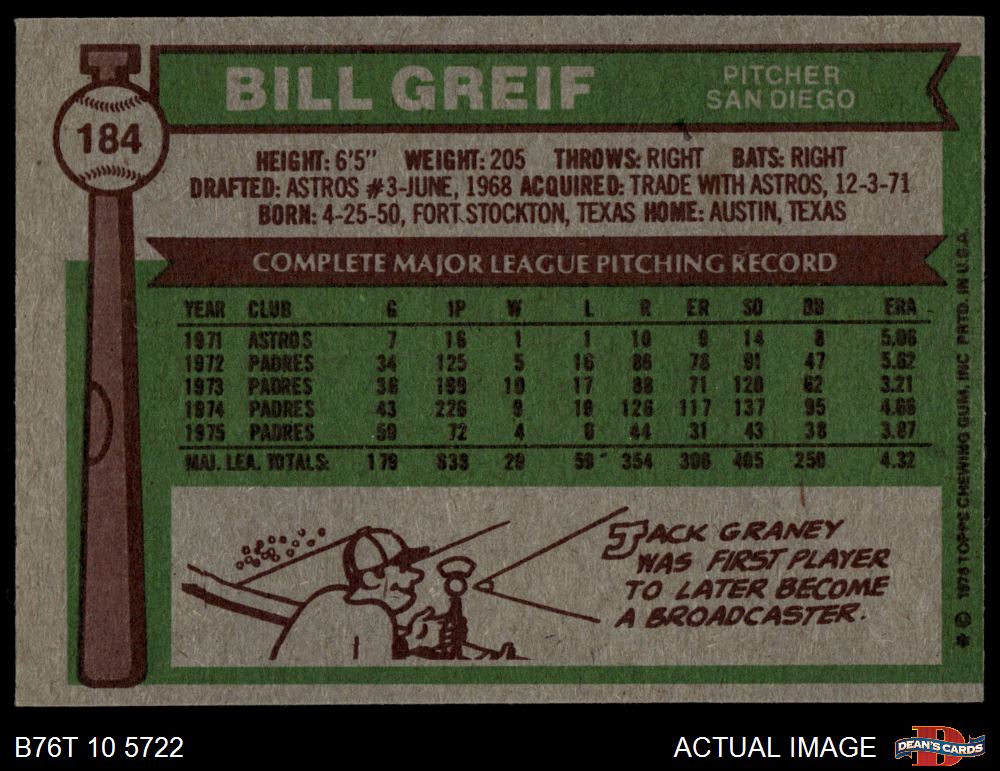 184
BILL GREIF
PITCHER
SAN DIEGO
HEIGHT: 6'5" WEIGHT: 205 THROWS: RIGHT BATS: RIGHT
DRAFTED: ASTROS #3-JUNE, 1968 ACQUIRED: TRADE WITH ASTROS, 12-3-71
BORN: 4-25-50, FORT STOCKTON, TEXAS HOME: AUSTIN, TEXAS
COMPLETE MAJOR LEAGUE PITCHING RECORD
YEAR CLUB G IP W L R ER SO BB ERA
1971 ASTROS 7 16 1 1 10 9 14 8 5.06
1972 PADRES 34 125 5 16 86 78 91 47 5.62
1973 PADRES 36 199 10 17 88 71 120 62 3.21
1974 PADRES 43 226 9 19 126 117 137 95 4.66
1975 PADRES 59 72 4 6 44 31 43 38 3.87
MAJ. LEA. TOTALS: 179 638 29 59 354 306 405 250 4.32
JACK GRANEY
WAS FIRST PLAYER
TO LATER BECOME
A BROADCASTER.
* © 1976 TOPPS CHEWING GUM, INC PRTD. IN U.S.A.
B76T 10 5722
ACTUAL IMAGE
DEAN'S CARDS